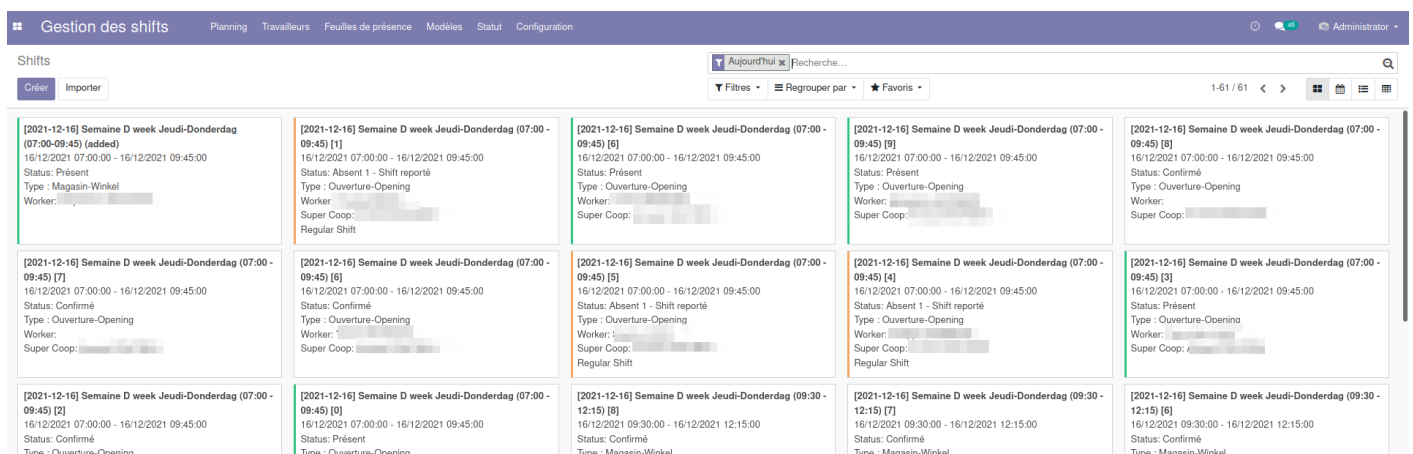 Gestion des shifts Planning Travailleurs Feuilles de présence Modèles Statut Configuration 46 Administrator
Shifts
Aujourd'hui Recherche...
Créer Importer
Filtres Regrouper par Favoris 1-61 / 61
[2021-12-16] Semaine D week Jeudi-Donderdag
(07:00-09:45) (added)
16/12/2021 07:00:00 - 16/12/2021 09:45:00
Status: Présent
Type : Magasin-Winkel
Worker:
[2021-12-16] Semaine D week Jeudi-Donderdag (07:00 -
09:45) [1]
16/12/2021 07:00:00 - 16/12/2021 09:45:00
Status: Absent 1 - Shift reporté
Type : Ouverture-Opening
Worker
Super Coop:
Regular Shift
[2021-12-16] Semaine D week Jeudi-Donderdag (07:00 -
09:45) [6]
16/12/2021 07:00:00 - 16/12/2021 09:45:00
Status: Présent
Type : Ouverture-Opening
Worker:
Super Coop:
[2021-12-16] Semaine D week Jeudi-Donderdag (07:00 -
09:45) [9]
16/12/2021 07:00:00 - 16/12/2021 09:45:00
Status: Présent
Type : Ouverture-Opening
Worker:
Super Coop:
[2021-12-16] Semaine D week Jeudi-Donderdag (07:00 -
09:45) [8]
16/12/2021 07:00:00 - 16/12/2021 09:45:00
Status: Confirmé
Type : Ouverture-Opening
Worker:
Super Coop:
[2021-12-16] Semaine D week Jeudi-Donderdag (07:00 -
09:45) [7]
16/12/2021 07:00:00 - 16/12/2021 09:45:00
Status: Confirmé
Type : Ouverture-Opening
Worker:
Super Coop:
[2021-12-16] Semaine D week Jeudi-Donderdag (07:00 -
09:45) [6]
16/12/2021 07:00:00 - 16/12/2021 09:45:00
Status: Confirmé
Type : Ouverture-Opening
Worker:
Super Coop:
[2021-12-16] Semaine D week Jeudi-Donderdag (07:00 -
09:45) [5]
16/12/2021 07:00:00 - 16/12/2021 09:45:00
Status: Absent 1 - Shift reporté
Type : Ouverture-Opening
Worker:
Super Coop:
Regular Shift
[2021-12-16] Semaine D week Jeudi-Donderdag (07:00 -
09:45) [4]
16/12/2021 07:00:00 - 16/12/2021 09:45:00
Status: Absent 1 - Shift reporté
Type : Ouverture-Opening
Worker:
Super Coop:
Regular Shift
[2021-12-16] Semaine D week Jeudi-Donderdag (07:00 -
09:45) [3]
16/12/2021 07:00:00 - 16/12/2021 09:45:00
Status: Présent
Type : Ouverture-Opening
Worker:
Super Coop:
[2021-12-16] Semaine D week Jeudi-Donderdag (07:00 -
09:45) [2]
16/12/2021 07:00:00 - 16/12/2021 09:45:00
Status: Confirmé
Type : Ouverture-Opening
[2021-12-16] Semaine D week Jeudi-Donderdag (07:00 -
09:45) [0]
16/12/2021 07:00:00 - 16/12/2021 09:45:00
Status: Présent
Type : Ouverture-Opening
[2021-12-16] Semaine D week Jeudi-Donderdag (09:30 -
12:15) [8]
16/12/2021 09:30:00 - 16/12/2021 12:15:00
Status: Confirmé
Type : Magasin-Winkel
[2021-12-16] Semaine D week Jeudi-Donderdag (09:30 -
12:15) [7]
16/12/2021 09:30:00 - 16/12/2021 12:15:00
Status: Confirmé
Type : Magasin-Winkel
[2021-12-16] Semaine D week Jeudi-Donderdag (09:30 -
12:15) [6]
16/12/2021 09:30:00 - 16/12/2021 12:15:00
Status: Confirmé
Type : Magasin-Winkel